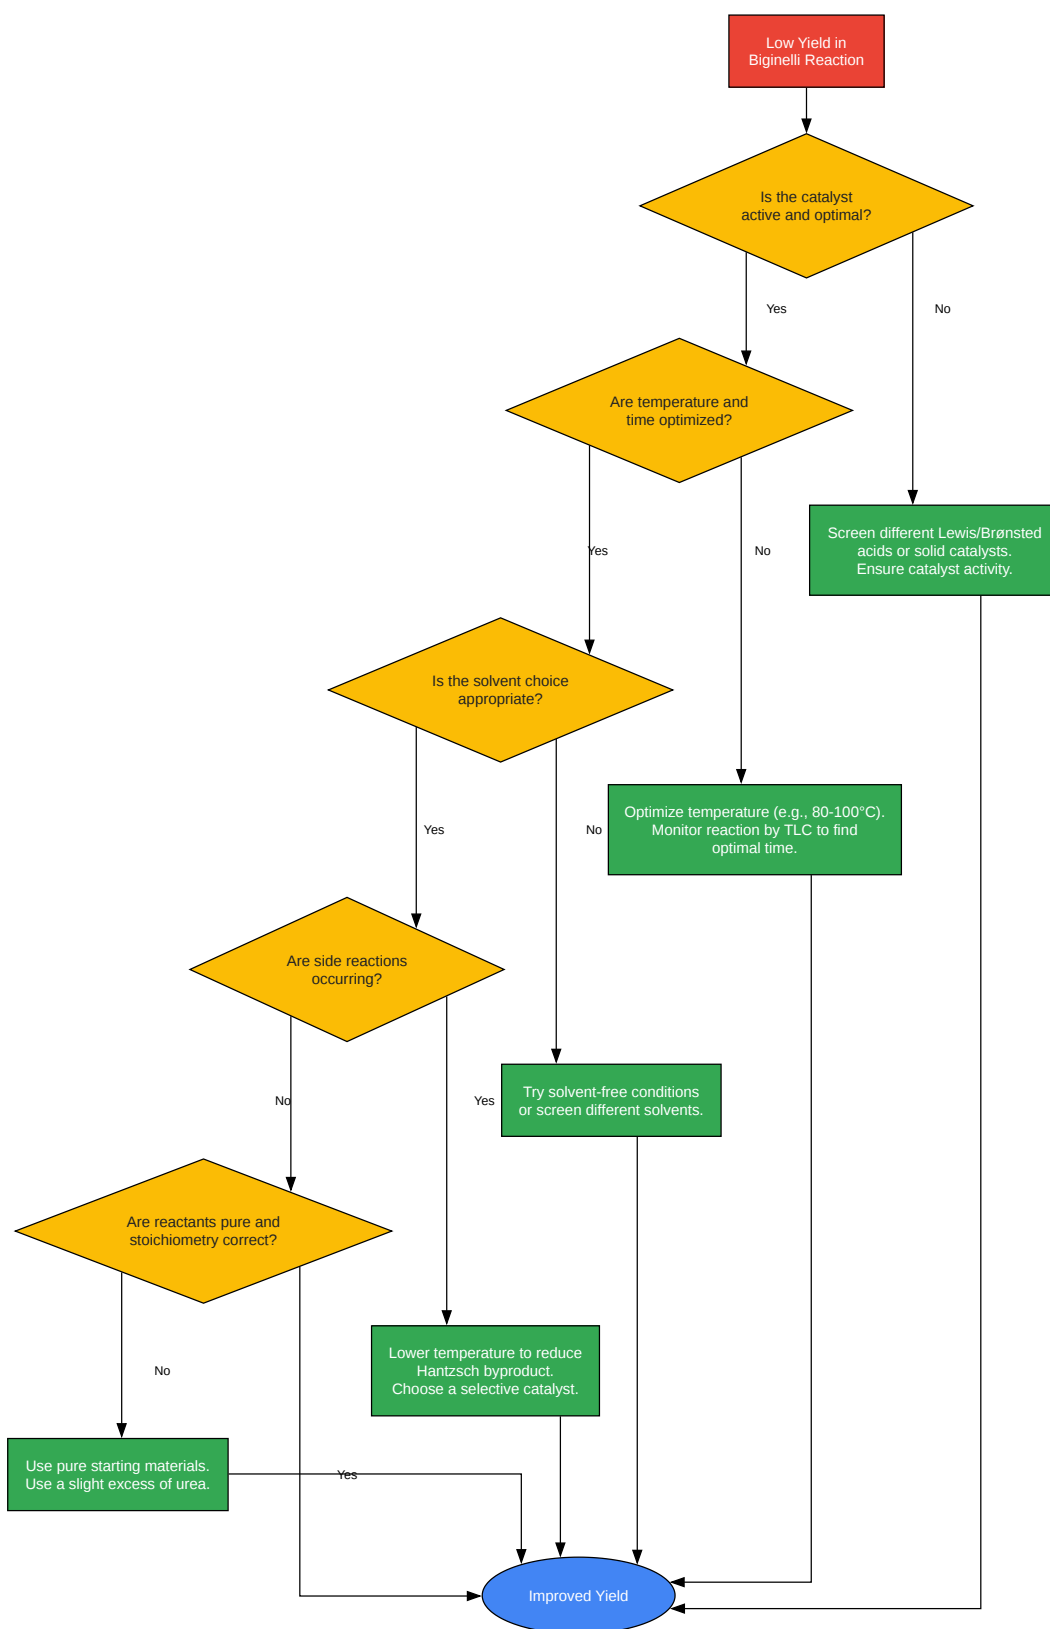 Low Yield in
Biginelli Reaction
Is the catalyst
active and optimal?
Yes
No
Are temperature and
time optimized?
Screen different Lewis/Brønsted
acids or solid catalysts.
Ensure catalyst activity.
Yes
No
Is the solvent choice
appropriate?
Optimize temperature (e.g., 80-100°C).
Monitor reaction by TLC to find
optimal time.
Yes
No
Are side reactions
occurring?
Try solvent-free conditions
or screen different solvents.
No
Yes
Are reactants pure and
stoichiometry correct?
Lower temperature to reduce
Hantzsch byproduct.
Choose a selective catalyst.
No
Use pure starting materials.
Use a slight excess of urea.
Yes
Improved Yield